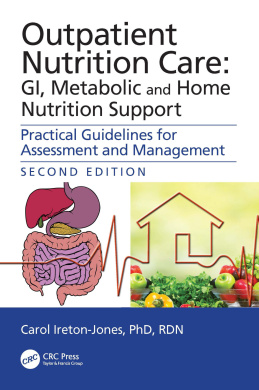 Outpatient
Nutrition Care:
GI, Metabolic and Home
Nutrition Support
Practical Guidelines for
Assessment and Management
SECOND EDITION
Carol Ireton-Jones, PhD, RDN
CRC
CRC Press
Taylor & Francis Group